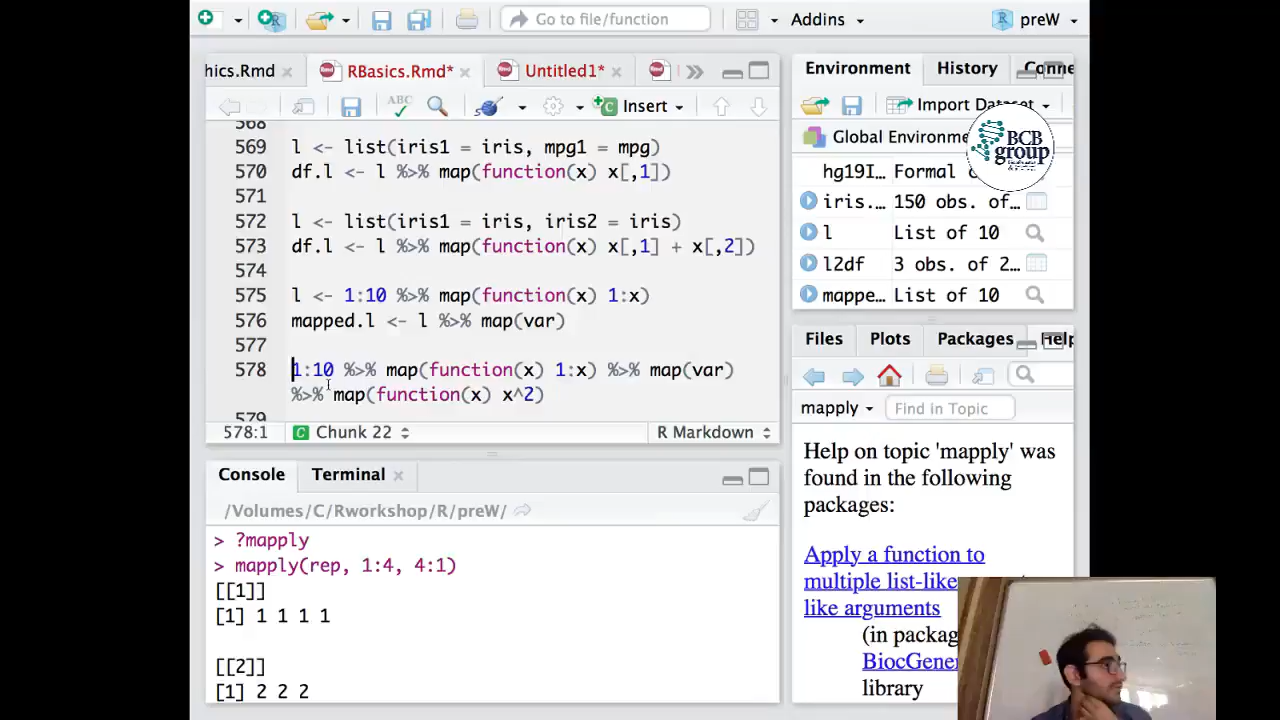 Go to file/function
Addins
preW
hics.Rmd
RBasics.Rmd*
Untitled1*
ABC
Insert
568
569 l <- list(iris1 = iris, mpg1 = mpg)
570 df.l <- l %>% map(function(x) x[,1])
571
572 l <- list(iris1 = iris, iris2 = iris)
573 df.l <- l %>% map(function(x) x[,1] + x[,2])
574
575 l <- 1:10 %>% map(function(x) 1:x)
576 mapped.l <- l %>% map(var)
577
578 1:10 %>% map(function(x) 1:x) %>% map(var)
%>% map(function(x) x^2)
579
578:1 Chunk 22 R Markdown
Console Terminal
/Volumes/C/Rworkshop/R/preW/
> ?mapply
> mapply(rep, 1:4, 4:1)
[[1]]
[1] 1 1 1 1
[[2]]
[1] 2 2 2
Environment History Conne
Import Dataset
Global Environme
BCB
group
hg19I… Formal
iris.… 150 obs. of…
l List of 10
l2df 3 obs. of 2…
mappe… List of 10
Files Plots Packages Help
mapply Find in Topic
Help on topic 'mapply' was
found in the following
packages:
Apply a function to
multiple list-like
like arguments
(in packag
BiocGener
library